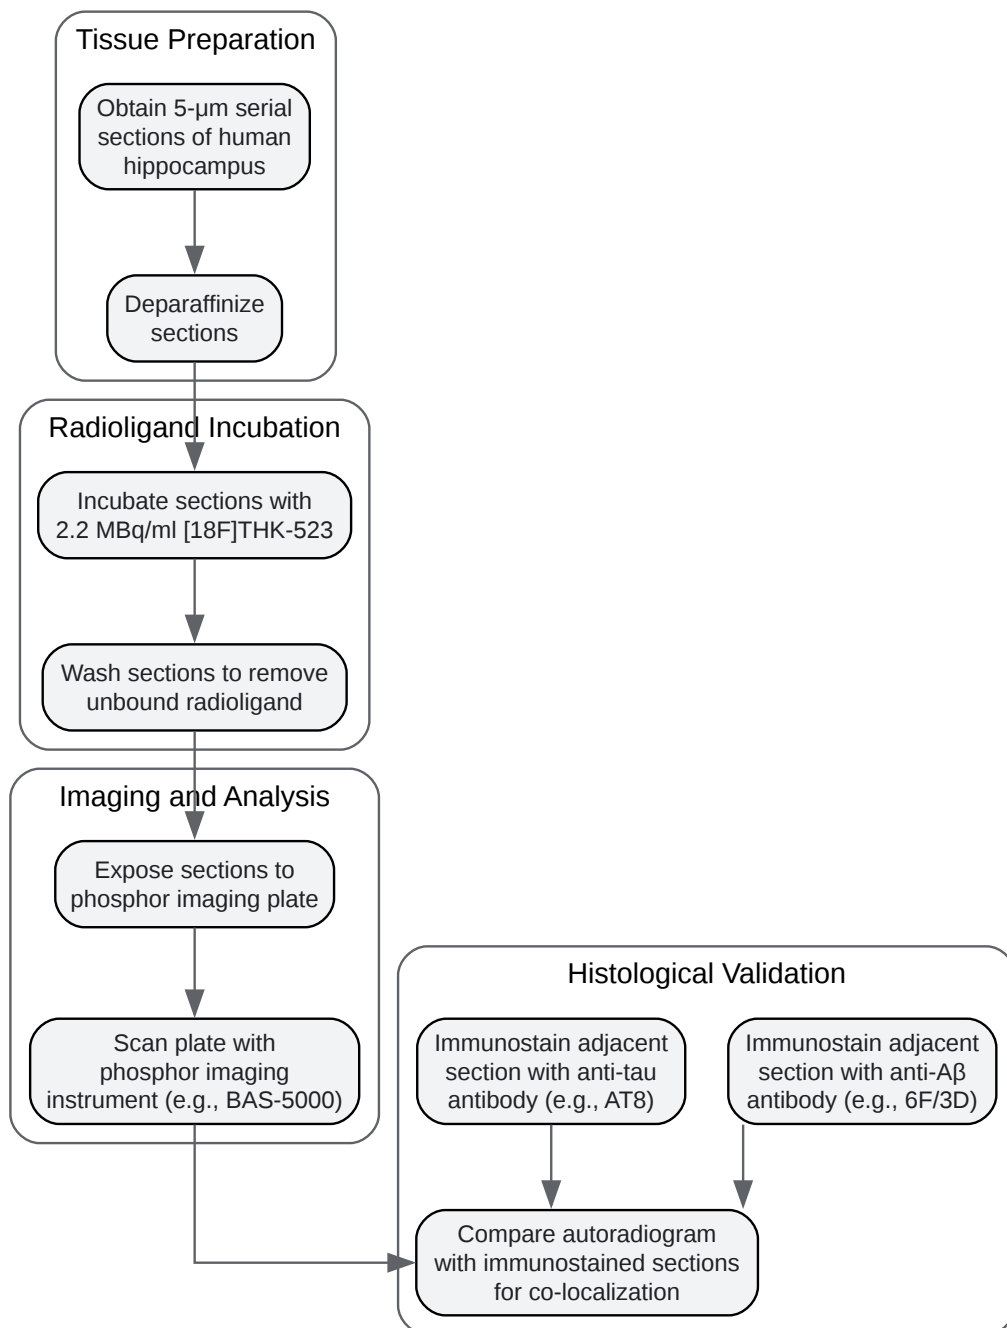 Tissue Preparation
Obtain 5-μm serial
sections of human
hippocampus
Deparaffinize
sections
Radioligand Incubation
Incubate sections with
2.2 MBq/ml [18F]THK-523
Wash sections to remove
unbound radioligand
Imaging and Analysis
Expose sections to
phosphor imaging plate
Scan plate with
phosphor imaging
instrument (e.g., BAS-5000)
Histological Validation
Immunostain adjacent
section with anti-tau
antibody (e.g., AT8)
Immunostain adjacent
section with anti-Aβ
antibody (e.g., 6F/3D)
Compare autoradiogram
with immunostained sections
for co-localization